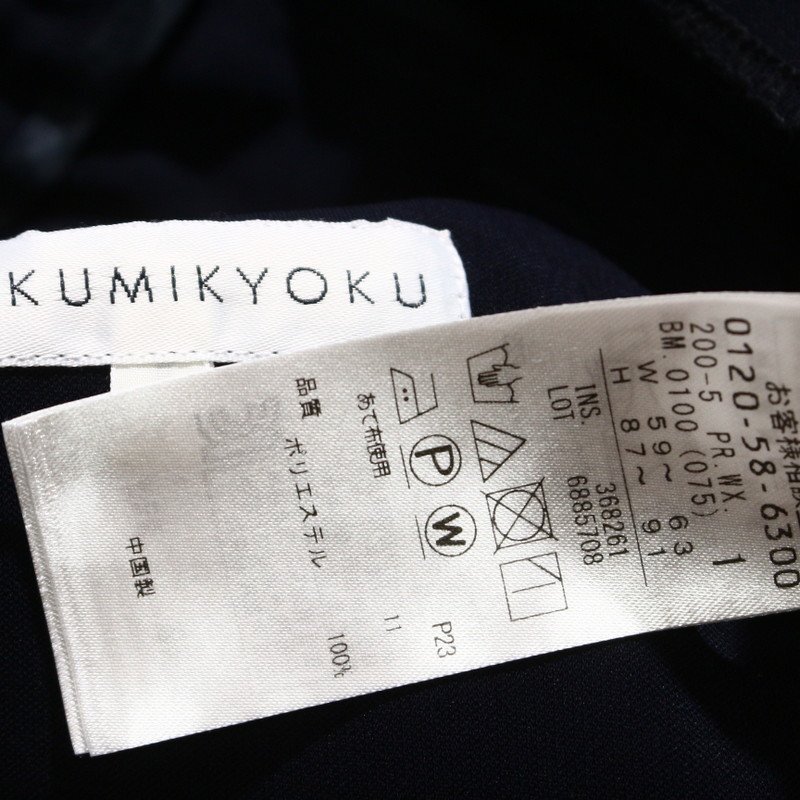 KUMIKYOKU
お客様相談
0120-58-6300
200-5 PR.WX. 1
BM.0100 (075)
W 59~ 63
H 87~ 91
INS. 368261
LOT 6885708
P W
あて布使用
P23
11
品質 ポリエステル 100%
中国製